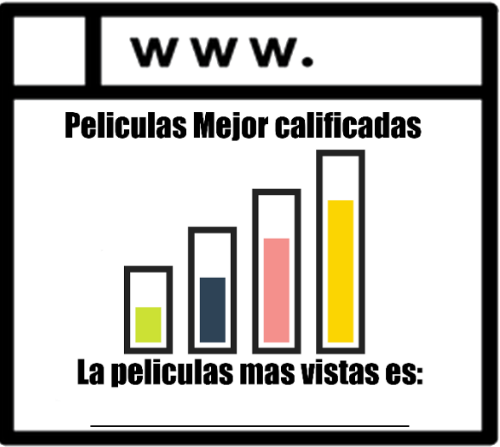 www.
Peliculas Mejor calificadas
La peliculas mas vistas es: